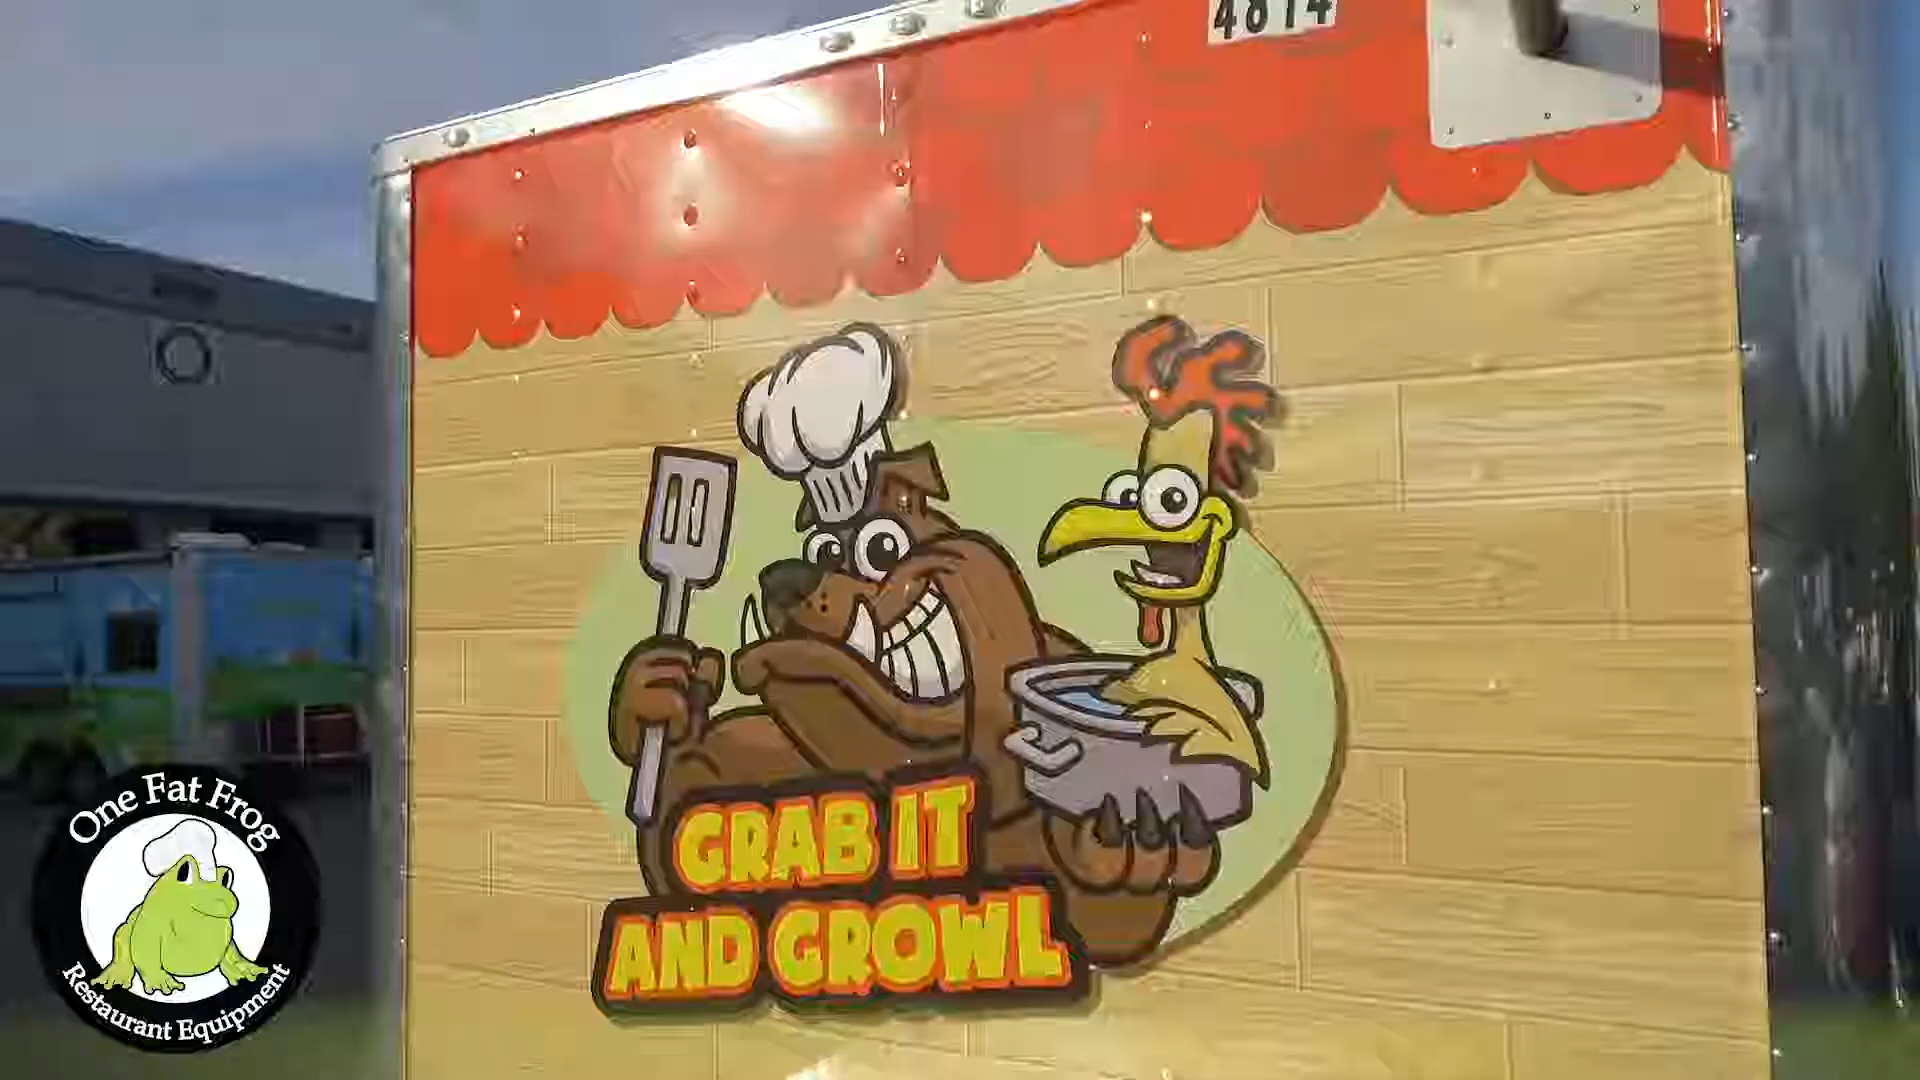 4814
GRAB IT
AND GROWL
One Fat Frog
Restaurant Equipment